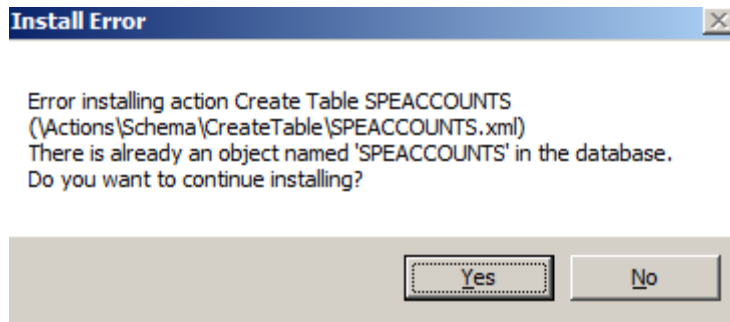 Install Error
Error installing action Create Table SPEACCOUNTS
(\Actions\Schema\CreateTable\SPEACCOUNTS.xml)
There is already an object named 'SPEACCOUNTS' in the database.
Do you want to continue installing?
Yes No